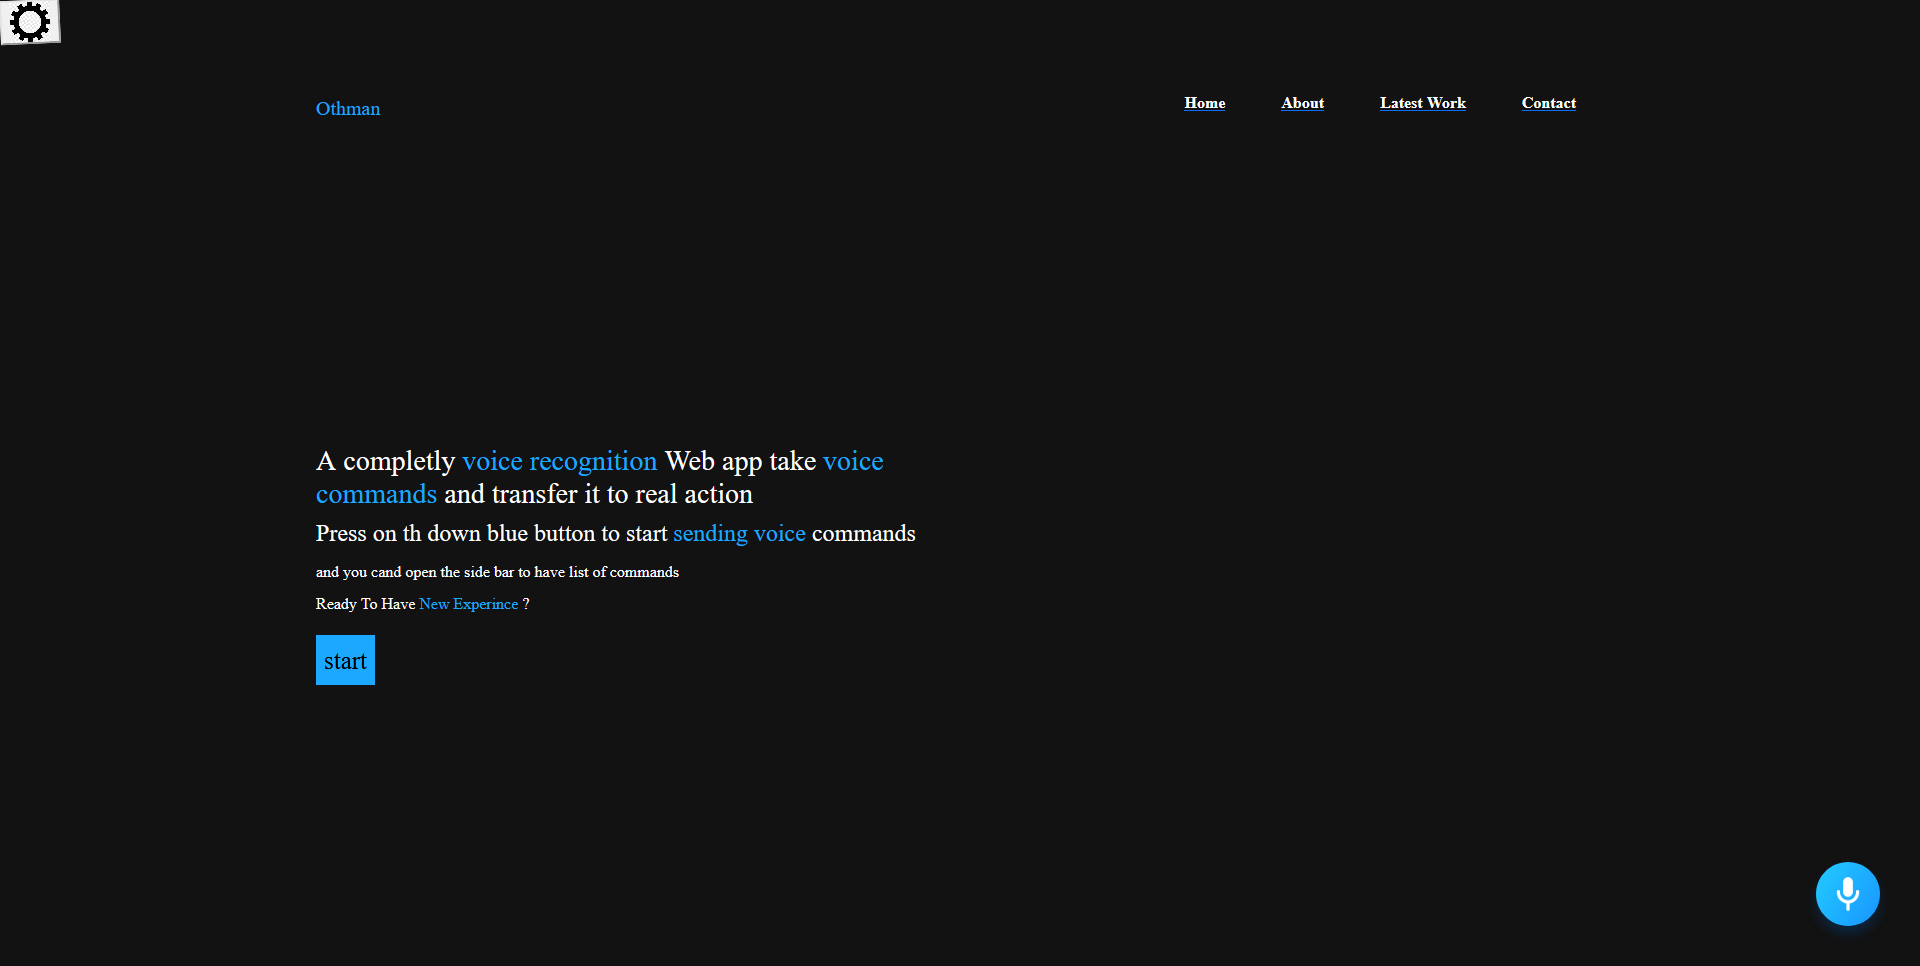 Othman
Home
About
Latest Work
Contact
A completly voice recognition Web app take voice
commands and transfer it to real action
Press on th down blue button to start sending voice commands
and you cand open the side bar to have list of commands
Ready To Have New Experince ?
start